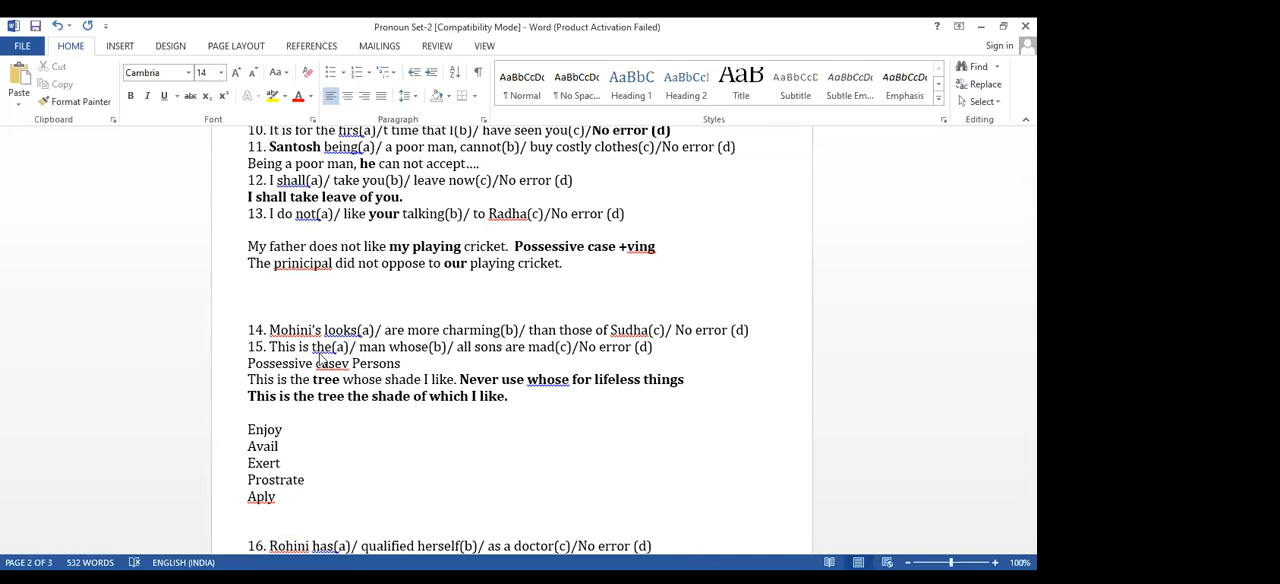 Pronoun Set-2 [Compatibility Mode] - Word (Product Activation Failed)
FILE HOME INSERT DESIGN PAGE LAYOUT REFERENCES MAILINGS REVIEW VIEW Sign in
Paste Cut Copy Format Painter
Cambria 14
AaBbCcDc AaBbCcDc AaBbC AaBbCc AaB AaBbCcD AaBbCcDc AaBbCcDc
¶ Normal ¶ No Spac... Heading 1 Heading 2 Title Subtitle Subtle Em... Emphasis
Find Replace Select
Clipboard Font Paragraph Styles Editing
10. It is for the firs(a)/t time that I(b)/ have seen you(c)/No error (d)
11. Santosh being(a)/ a poor man, cannot(b)/ buy costly clothes(c)/No error (d)
Being a poor man, he can not accept....
12. I shall(a)/ take you(b)/ leave now(c)/No error (d)
I shall take leave of you.
13. I do not(a)/ like your talking(b)/ to Radha(c)/No error (d)
My father does not like my playing cricket. Possessive case +ving
The prinicipal did not oppose to our playing cricket.
14. Mohini's looks(a)/ are more charming(b)/ than those of Sudha(c)/ No error (d)
15. This is the(a)/ man whose(b)/ all sons are mad(c)/No error (d)
Possessive casev Persons
This is the tree whose shade I like. Never use whose for lifeless things
This is the tree the shade of which I like.
Enjoy
Avail
Exert
Prostrate
Aply
16. Rohini has(a)/ qualified herself(b)/ as a doctor(c)/No error (d)
PAGE 2 OF 3 532 WORDS ENGLISH (INDIA) 100%